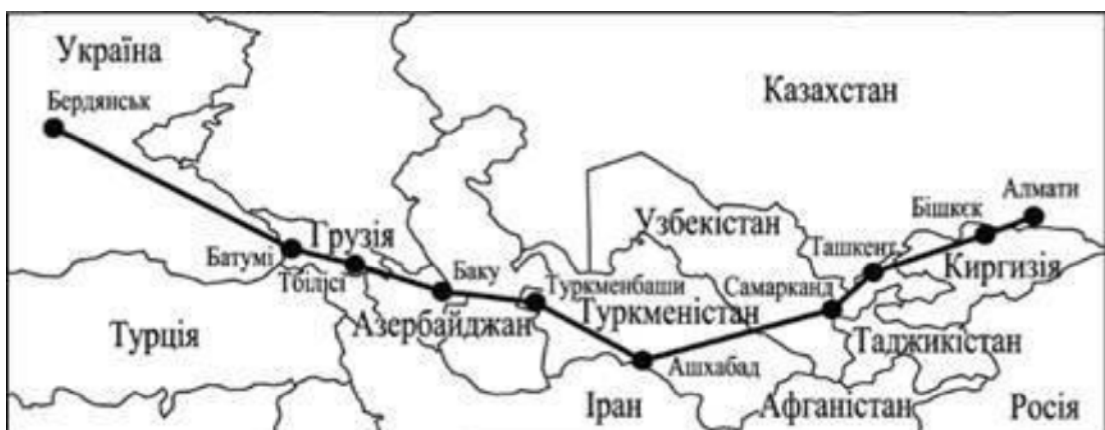 Україна
Бердянськ
Казахстан
Алмати
Бішкек
Узбекістан
Грузія
Батумі
Ташкент
Киргизія
Тбілісі
Баку
Туркменбаши
Самарканд
Туркменістан
Азербайджан
Турція
Таджикістан
Ашхабад
Іран
Афганістан
Росія